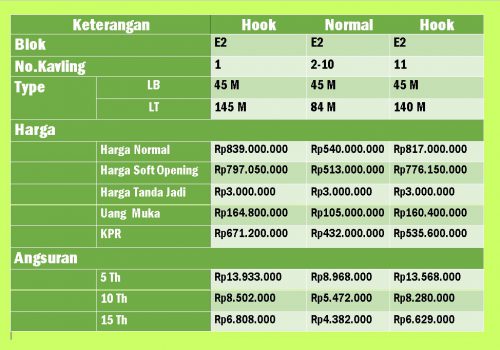 Keterangan Hook Normal Hook
Blok E2 E2 E2
No.Kavling 1 2-10 11
Type LB 45 M 45 M 45 M
LT 145 M 84 M 140 M
Harga
Harga Normal Rp839.000.000 Rp540.000.000 Rp817.000.000
Harga Soft Opening Rp797.050.000 Rp513.000.000 Rp776.150.000
Harga Tanda Jadi Rp3.000.000 Rp3.000.000 Rp3.000.000
Uang Muka Rp164.800.000 Rp105.000.000 Rp160.400.000
KPR Rp671.200.000 Rp432.000.000 Rp535.600.000
Angsuran
5 Th Rp13.933.000 Rp8.968.000 Rp13.568.000
10 Th Rp8.502.000 Rp5.472.000 Rp8.280.000
15 Th Rp6.808.000 Rp4.382.000 Rp6.629.000